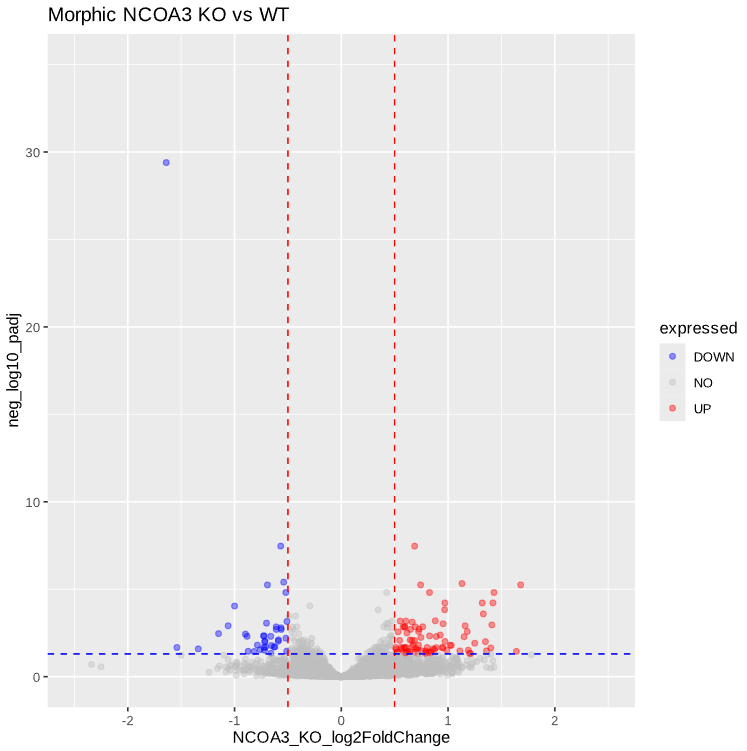 Morphic NCOA3 KO vs WT
neg_log10_padj
30
20
10
0
-2
-1
0
1
2
NCOA3_KO_log2FoldChange
expressed
DOWN
NO
UP